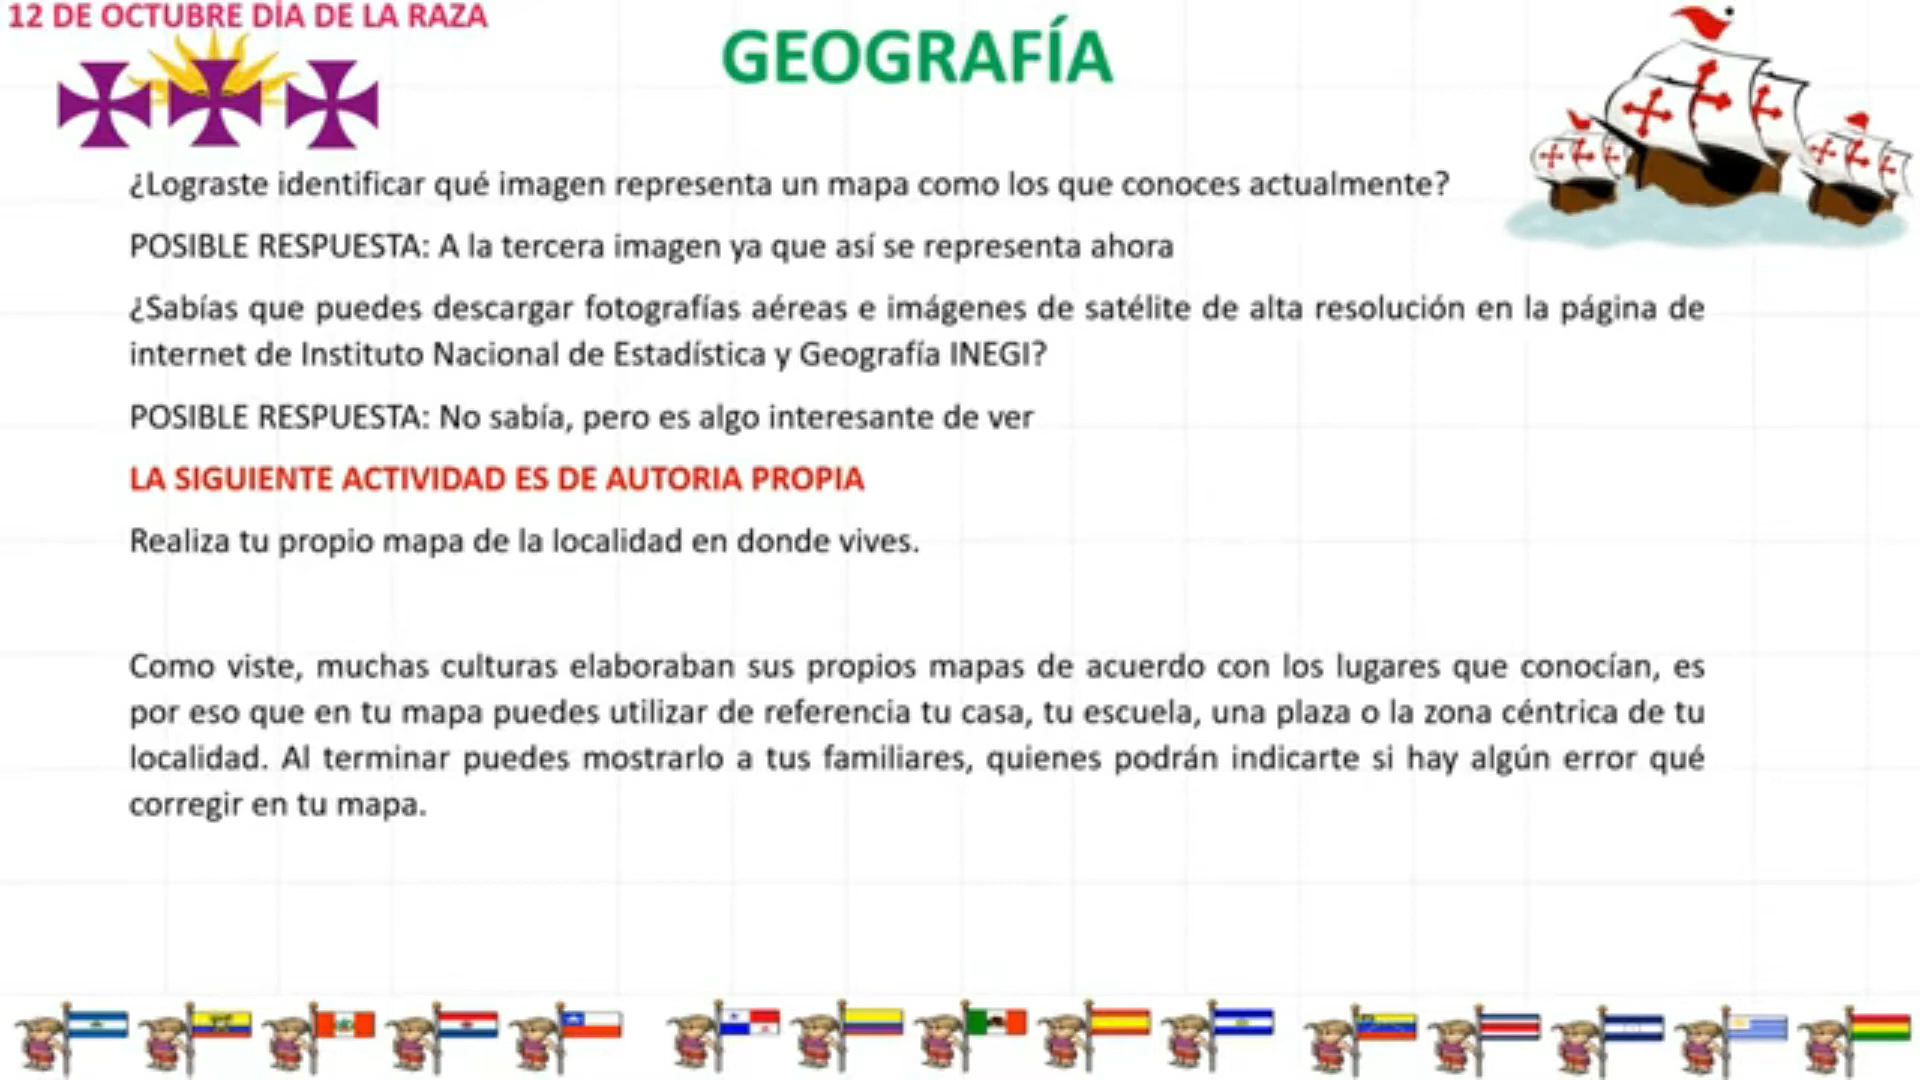 12 DE OCTUBRE DÍA DE LA RAZA
GEOGRAFÍA
¿Lograste identificar qué imagen representa un mapa como los que conoces actualmente?
POSIBLE RESPUESTA: A la tercera imagen ya que así se representa ahora
¿Sabías que puedes descargar fotografías aéreas e imágenes de satélite de alta resolución en la página de
internet de Instituto Nacional de Estadística y Geografía INEGI?
POSIBLE RESPUESTA: No sabía, pero es algo interesante de ver
LA SIGUIENTE ACTIVIDAD ES DE AUTORIA PROPIA
Realiza tu propio mapa de la localidad en donde vives.
Como viste, muchas culturas elaboraban sus propios mapas de acuerdo con los lugares que conocían, es
por eso que en tu mapa puedes utilizar de referencia tu casa, tu escuela, una plaza o la zona céntrica de tu
localidad. Al terminar puedes mostrarlo a tus familiares, quienes podrán indicarte si hay algún error qué
corregir en tu mapa.